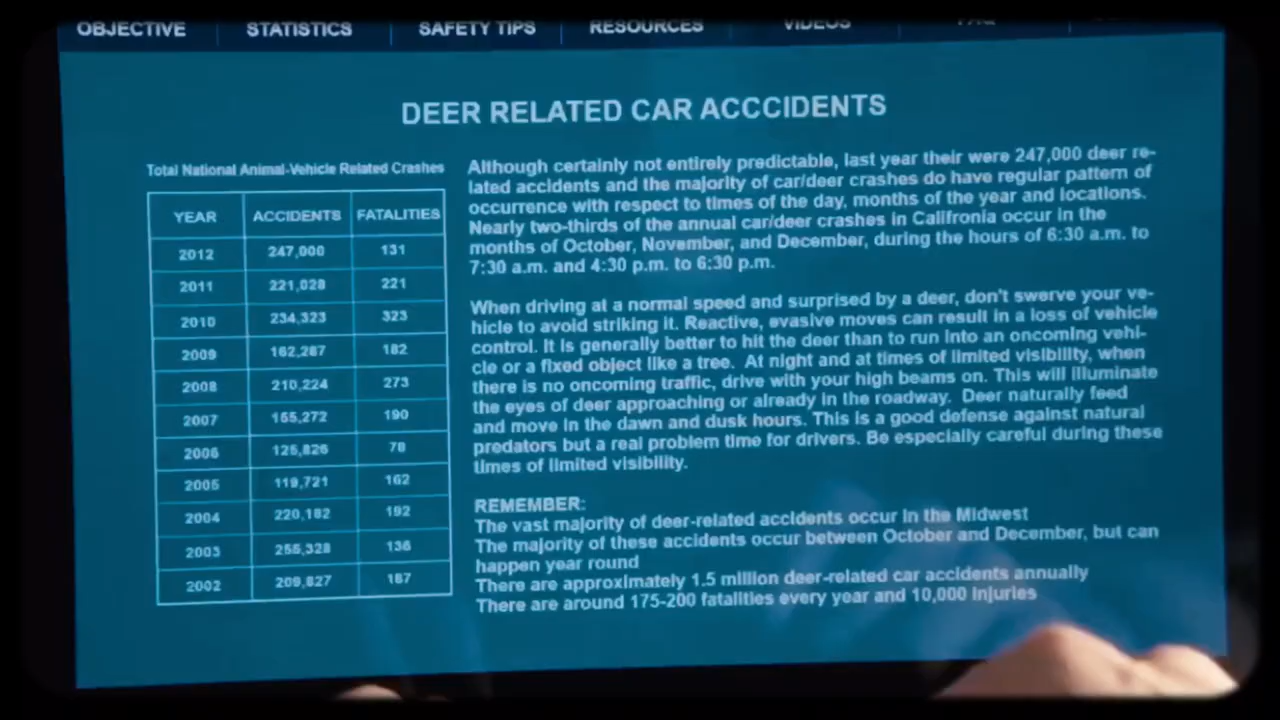 OBJECTIVE STATISTICS SAFETY TIPS RESOURCES VIDEOS FAQ
DEER RELATED CAR ACCCIDENTS
Total National Animal-Vehicle Related Crashes
YEAR ACCIDENTS FATALITIES
2012 247,000 131
2011 221,028 221
2010 234,323 323
2009 162,287 182
2008 210,224 273
2007 155,272 190
2006 125,826 78
2005 119,721 162
2004 220,182 192
2003 255,328 136
2002 209,827 187
Although certainly not entirely predictable, last year their were 247,000 deer re-
lated accidents and the majority of car/deer crashes do have regular pattern of
occurrence with respect to times of the day, months of the year and locations.
Nearly two-thirds of the annual car/deer crashes in Califronia occur in the
months of October, November, and December, during the hours of 6:30 a.m. to
7:30 a.m. and 4:30 p.m. to 6:30 p.m.
When driving at a normal speed and surprised by a deer, don't swerve your ve-
hicle to avoid striking it. Reactive, evasive moves can result in a loss of vehicle
control. It is generally better to hit the deer than to run into an oncoming vehi-
cle or a fixed object like a tree. At night and at times of limited visibility, when
there is no oncoming traffic, drive with your high beams on. This will illuminate
the eyes of deer approaching or already in the roadway. Deer naturally feed
and move in the dawn and dusk hours. This is a good defense against natural
predators but a real problem time for drivers. Be especially careful during these
times of limited visibility.
REMEMBER:
The vast majority of deer-related accidents occur in the Midwest
The majority of these accidents occur between October and December, but can
happen year round
There are approximately 1.5 million deer-related car accidents annually
There are around 175-200 fatalities every year and 10,000 injuries